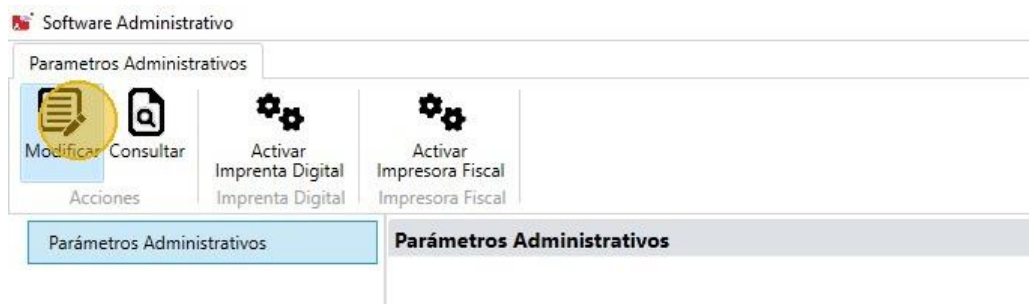 Software Administrativo
Parametros Administrativos
Modificar Consultar
Activar
Imprenta Digital
Activar
Impresora Fiscal
Acciones
Imprenta Digital
Impresora Fiscal
Parámetros Administrativos
Parámetros Administrativos